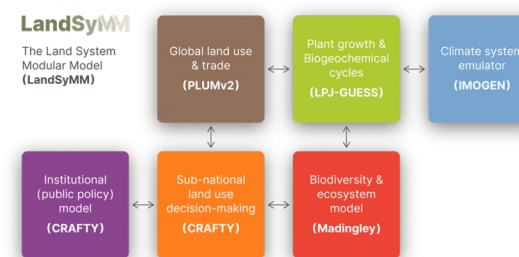 LandSyMM
The Land System
Modular Model
(LandSyMM)
Global land use
& trade
(PLUMv2)
Plant growth &
Biogeochemical
cycles
(LPJ-GUESS)
Climate system
emulator
(IMOGEN)
Institutional
(public policy)
model
(CRAFTY)
Sub-national
land use
decision-making
(CRAFTY)
Biodiversity &
ecosystem
model
(Madingley)